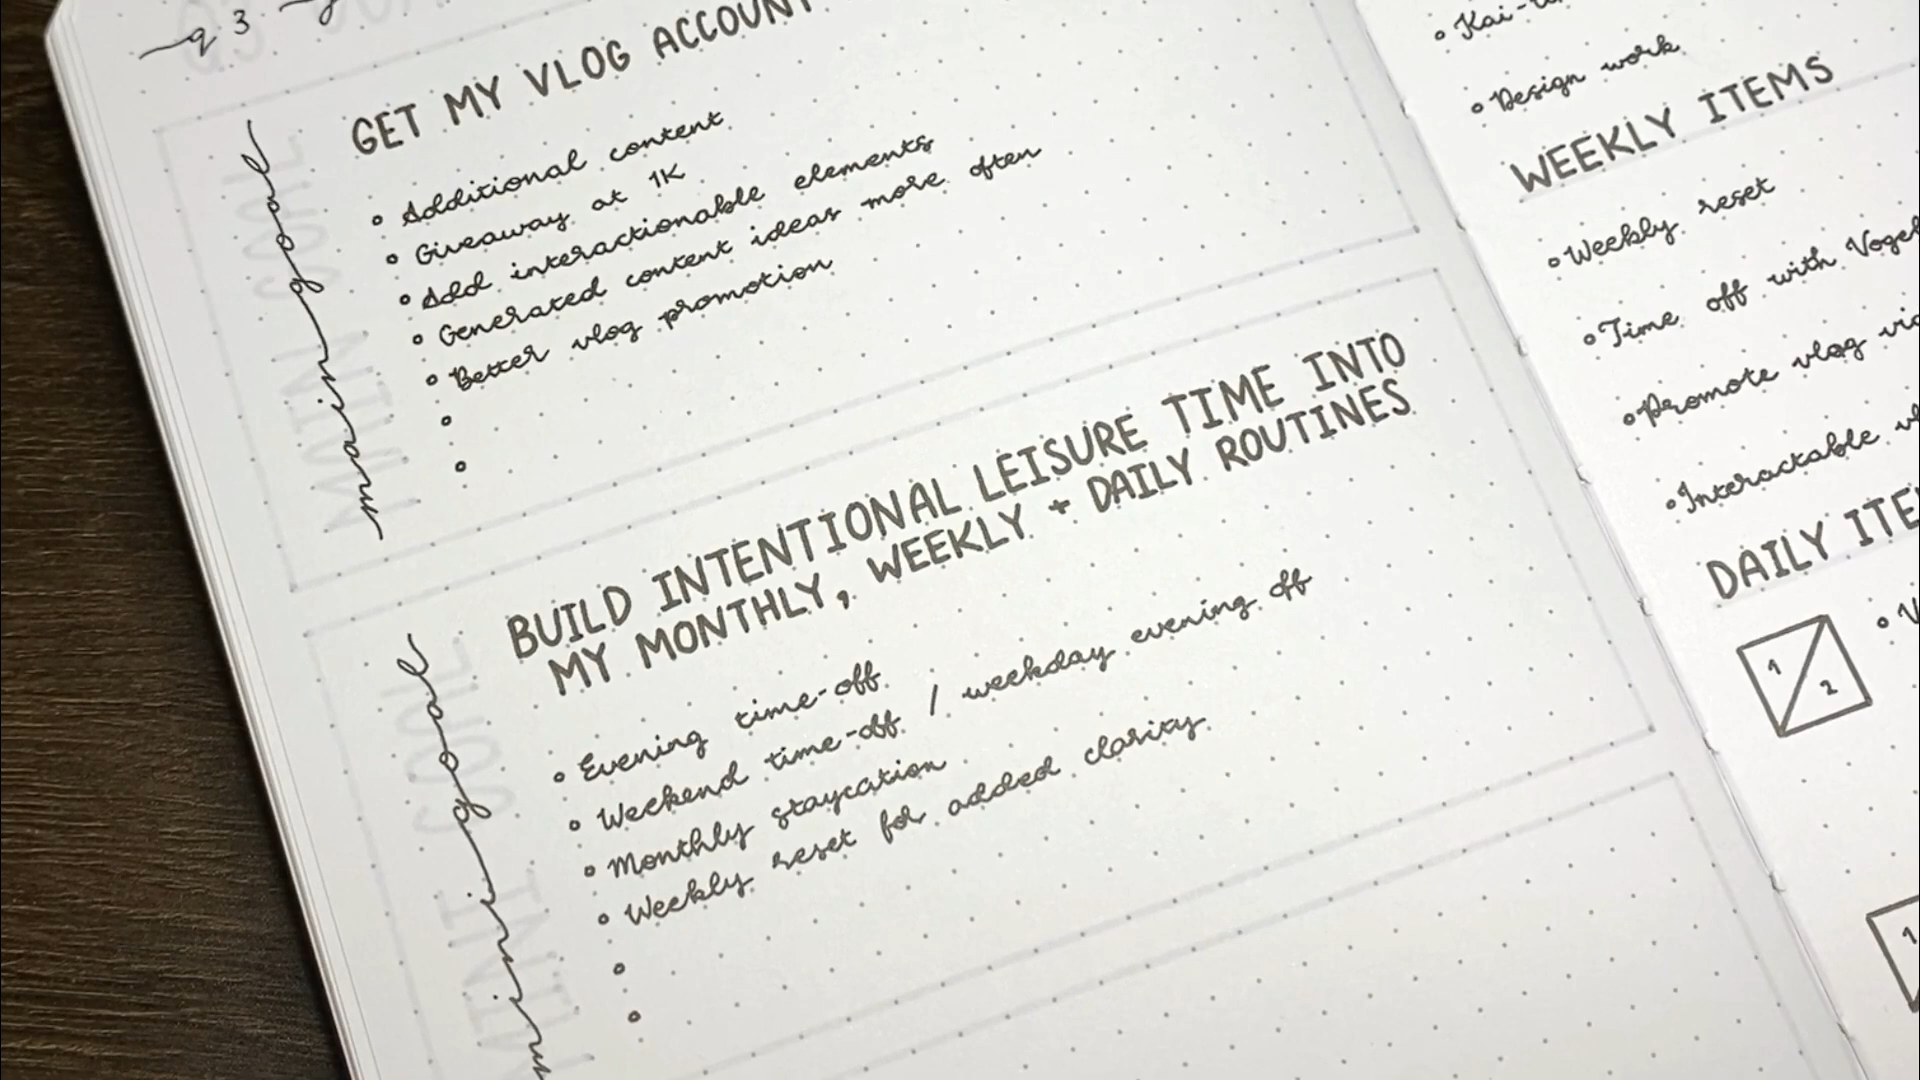 q3
main goal
MAIN GOAL
GET MY VLOG ACCOUNT
Additional content
Giveaway at 1K
Add interactionable elements
Generated content ideas more often
Better vlog promotion
mini goal
MINI GOAL
BUILD INTENTIONAL LEISURE TIME INTO
MY MONTHLY, WEEKLY + DAILY ROUTINES
Evening time-off
Weekend time-off / weekday evening off
Monthly staycation
Weekly reset for added clarity
Design work
WEEKLY ITEMS
Weekly reset
Time off with
Promote vlog
Interactable
DAILY
1
2
1